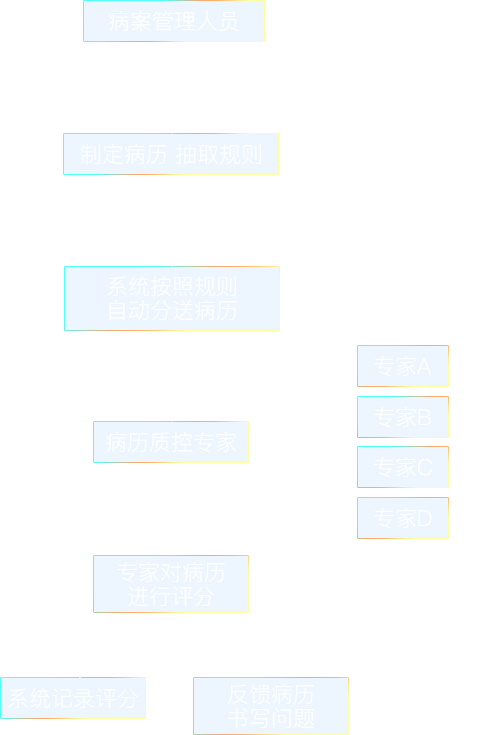 病案管理人员
制定病历 抽取规则
系统按照规则
自动分送病历
专家A
专家B
病历质控专家
专家C
专家D
专家对病历
进行评分
系统记录评分
反馈病历
书写问题